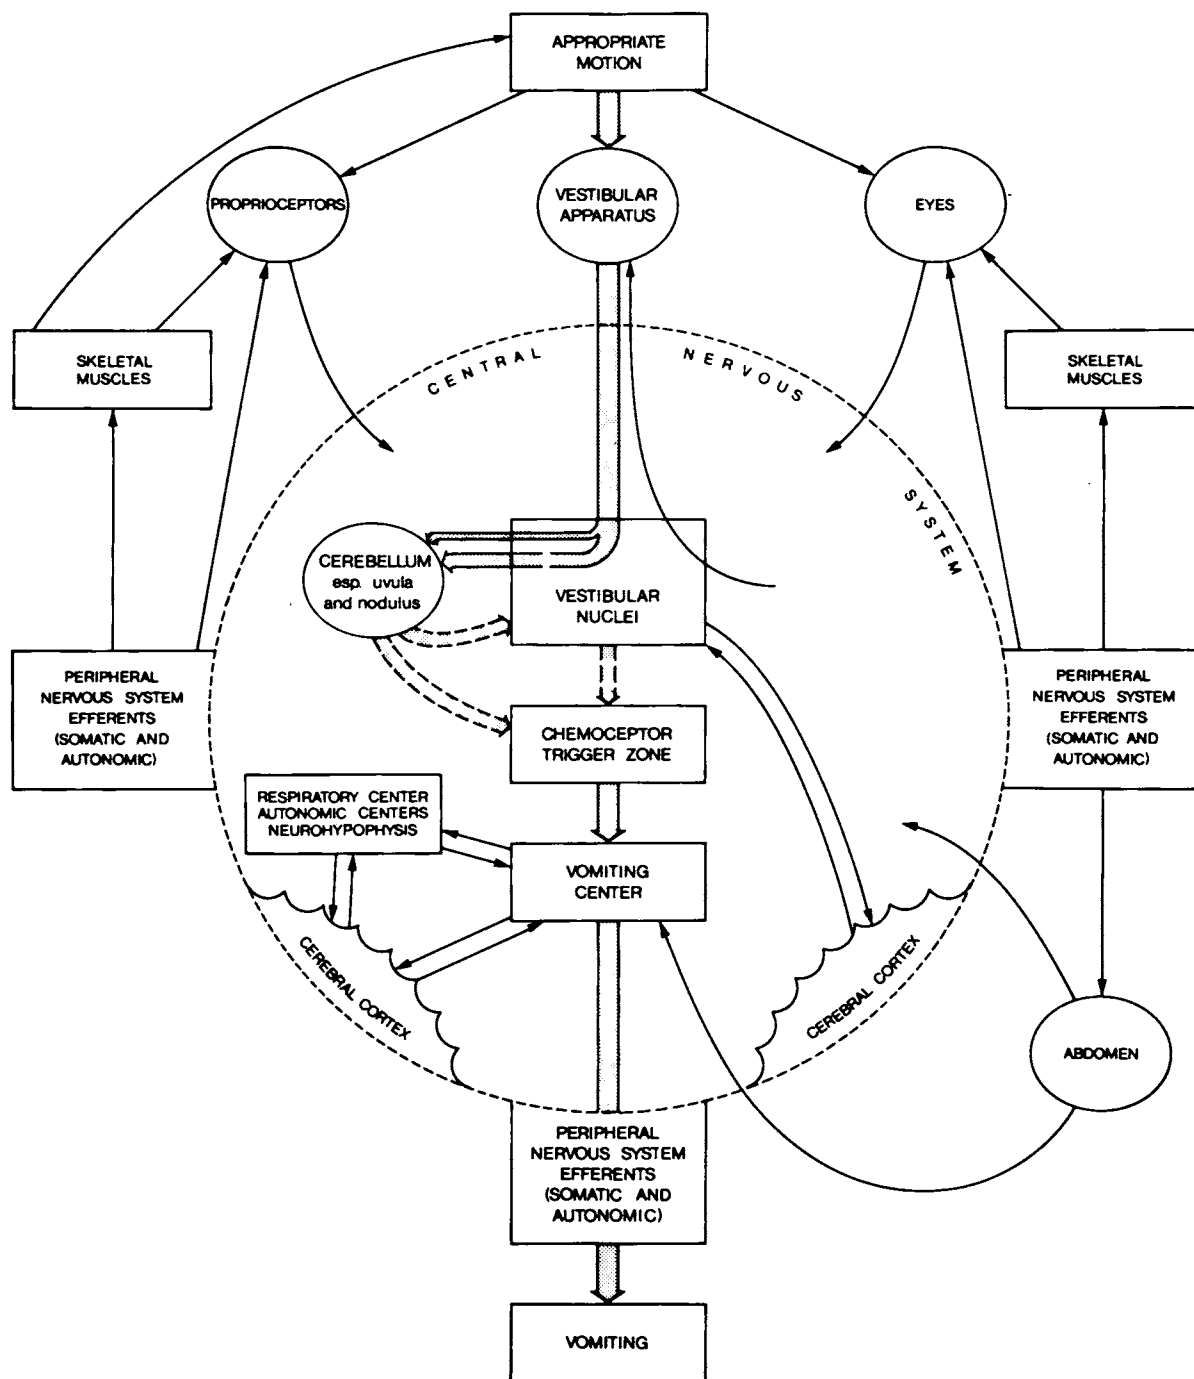 APPROPRIATE
MOTION
PROPRIOCEPTORS
VESTIBULAR
APPARATUS
EYES
SKELETAL
MUSCLES
CENTRAL NERVOUS SYSTEM
SKELETAL
MUSCLES
CEREBELLUM
esp. uvula
and nodulus
VESTIBULAR
NUCLEI
PERIPHERAL
NERVOUS SYSTEM
EFFERENTS
(SOMATIC AND
AUTONOMIC)
CHEMOCEPTOR
TRIGGER ZONE
PERIPHERAL
NERVOUS SYSTEM
EFFERENTS
(SOMATIC AND
AUTONOMIC)
RESPIRATORY CENTER
AUTONOMIC CENTERS
NEUROHYPOPHYSIS
VOMITING
CENTER
CEREBRAL CORTEX
CEREBRAL CORTEX
ABDOMEN
PERIPHERAL
NERVOUS SYSTEM
EFFERENTS
(SOMATIC AND
AUTONOMIC)
VOMITING